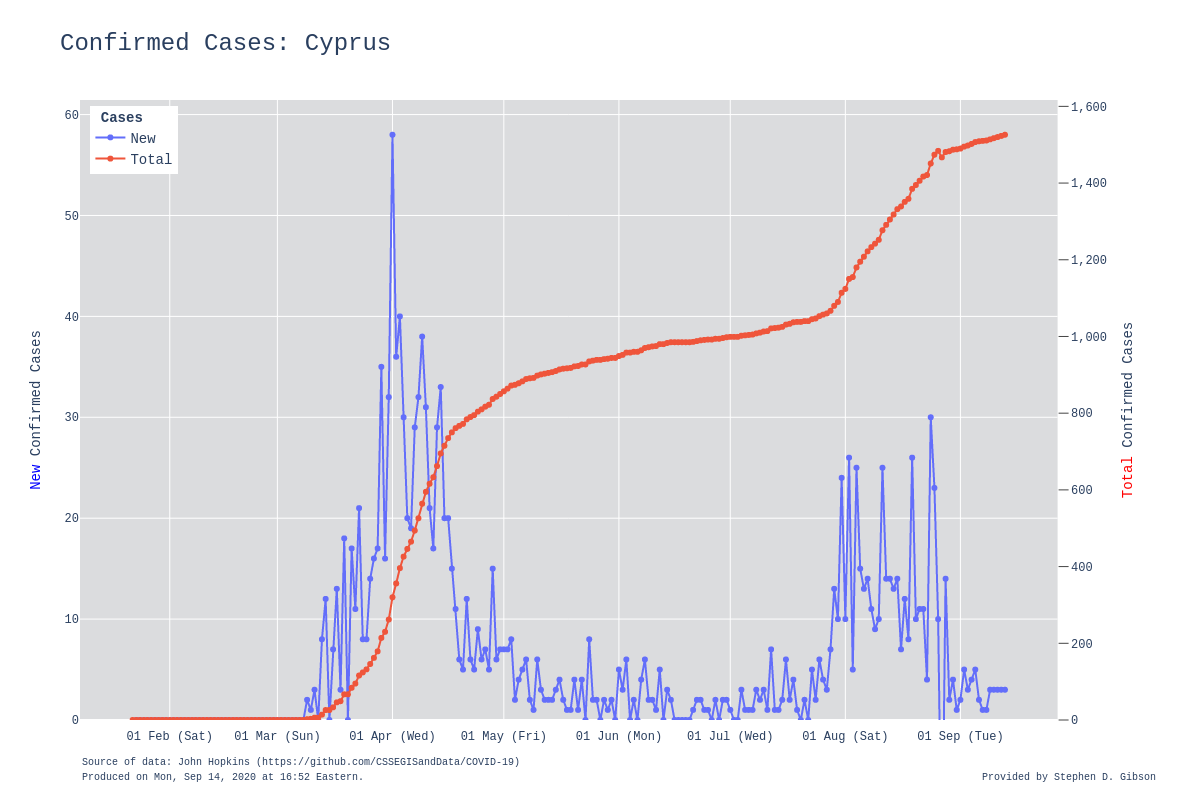 Confirmed Cases: Cyprus
Cases
New
Total
60
50
40
30
20
10
0
1,600
1,400
1,200
1,000
800
600
400
200
0
New Confirmed Cases
Total Confirmed Cases
01 Feb (Sat) 01 Mar (Sun) 01 Apr (Wed) 01 May (Fri) 01 Jun (Mon) 01 Jul (Wed) 01 Aug (Sat) 01 Sep (Tue)
Source of data: John Hopkins (https://github.com/CSSEGISandData/COVID-19)
Produced on Mon, Sep 14, 2020 at 16:52 Eastern.
Provided by Stephen D. Gibson